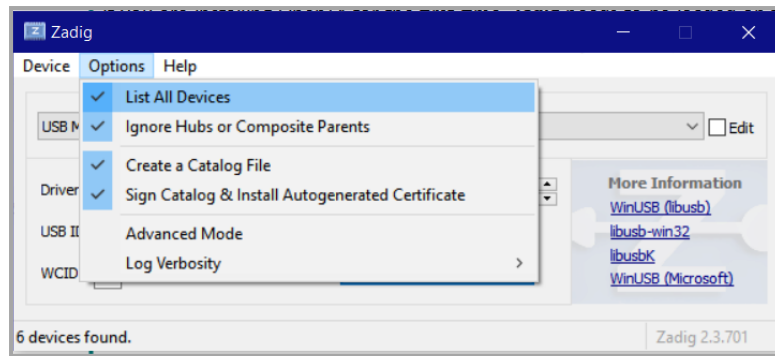 Zadig
Device Options Help
List All Devices
USB M Ignore Hubs or Composite Parents Edit
Create a Catalog File
Driver Sign Catalog & Install Autogenerated Certificate
More Information
WinUSB (libusb)
USB ID Advanced Mode
libusb-win32
WCID Log Verbosity
libusbK
WinUSB (Microsoft)
6 devices found.
Zadig 2.3.701